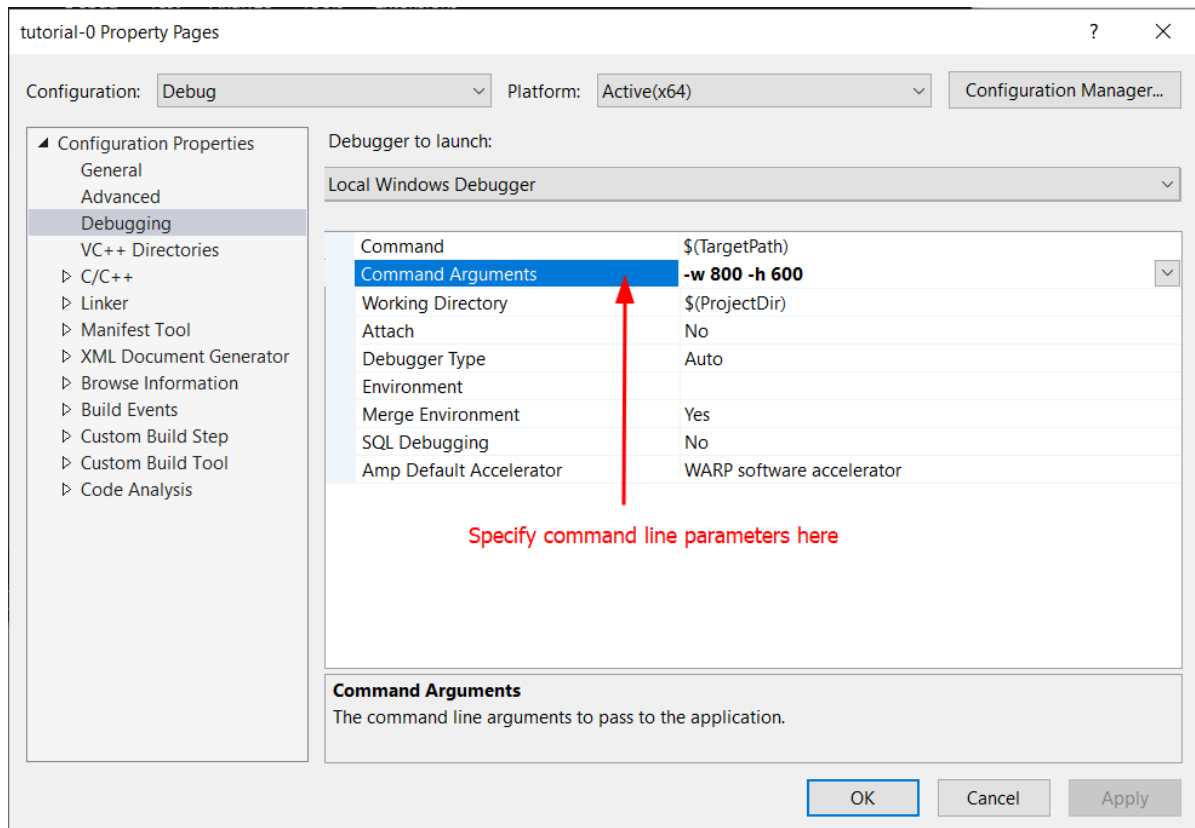 tutorial-0 Property Pages ? ×
Configuration: Debug Platform: Active(x64) Configuration Manager...
Configuration Properties
General
Advanced
Debugging
VC++ Directories
C/C++
Linker
Manifest Tool
XML Document Generator
Browse Information
Build Events
Custom Build Step
Custom Build Tool
Code Analysis
Debugger to launch:
Local Windows Debugger
Command $(TargetPath)
Command Arguments -w 800 -h 600
Working Directory $(ProjectDir)
Attach No
Debugger Type Auto
Environment
Merge Environment Yes
SQL Debugging No
Amp Default Accelerator WARP software accelerator
Specify command line parameters here
Command Arguments
The command line arguments to pass to the application.
OK Cancel Apply